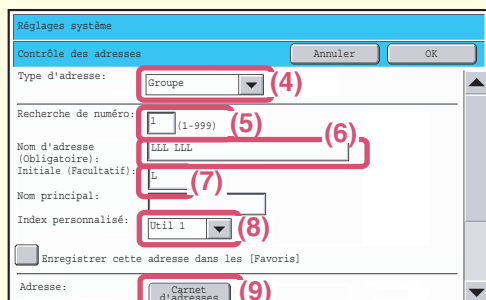 Réglages système
Contrôle des adresses Annuler OK
Type d'adresse: Groupe (4)
Recherche de numéro: 1 (1-999) (5)
(6)
Nom d'adresse LLL LLL
(Obligatoire):
Initiale (Facultatif): L (7)
Nom principal:
Index personnalisé: Util 1 (8)
Enregistrer cette adresse dans les [Favoris]
Adresse: Carnet (9)
d'adresses